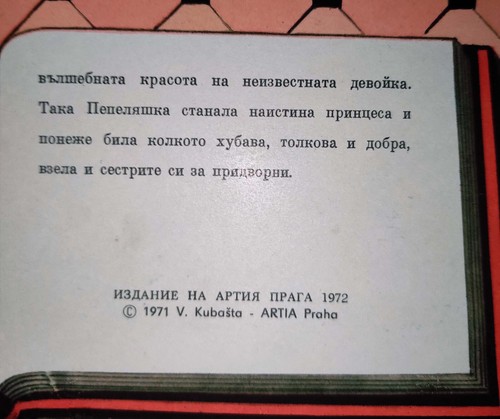 вълшебната красота на неизвестната девойка.
Така Пепеляшка станала наистина принцеса и
понеже била колкото хубава, толкова и добра,
взела и сестрите си за придворни.
ИЗДАНИЕ НА АРТИЯ ПРАГА 1972
© 1971 V. Kubašta - ARTIA Praha